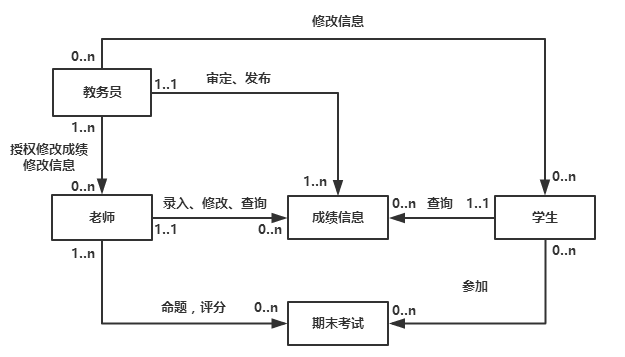 修改信息
0..n
教务员
1..1
审定、发布
1..n
授权修改成绩
修改信息
0..n
1..n
0..n
老师
录入、修改、查询
1..1
0..n
成绩信息
0..n
查询
1..1
学生
1..n
0..n
参加
命题，评分
0..n
0..n
期末考试